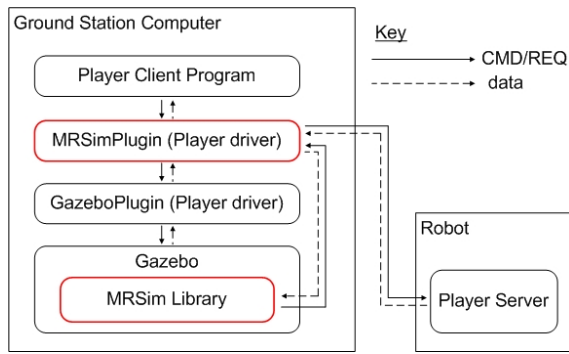 Ground Station Computer
Key
CMD/REQ
data
Player Client Program
MRSimPlugin (Player driver)
GazeboPlugin (Player driver)
Gazebo
MRSim Library
Robot
Player Server